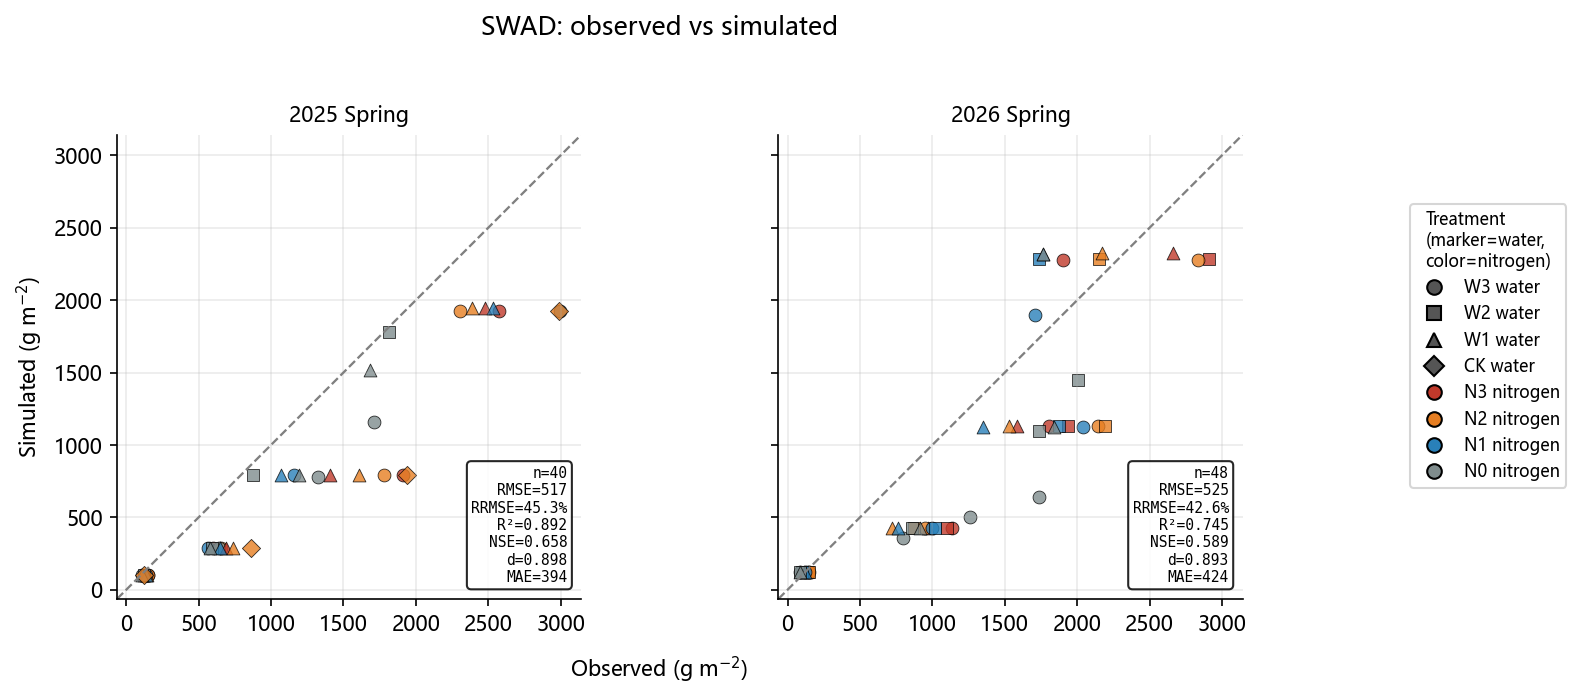 SWAD: observed vs simulated
2025 Spring
2026 Spring
Simulated (g m⁻²)
3000
2500
2000
1500
1000
500
0
n=40
RMSE=517
RRMSE=45.3%
R²=0.892
NSE=0.658
d=0.898
MAE=394
0 500 1000 1500 2000 2500 3000
n=48
RMSE=525
RRMSE=42.6%
R²=0.745
NSE=0.589
d=0.893
MAE=424
0 500 1000 1500 2000 2500 3000
Observed (g m⁻²)
Treatment
(marker=water,
color=nitrogen)
W3 water
W2 water
W1 water
CK water
N3 nitrogen
N2 nitrogen
N1 nitrogen
N0 nitrogen